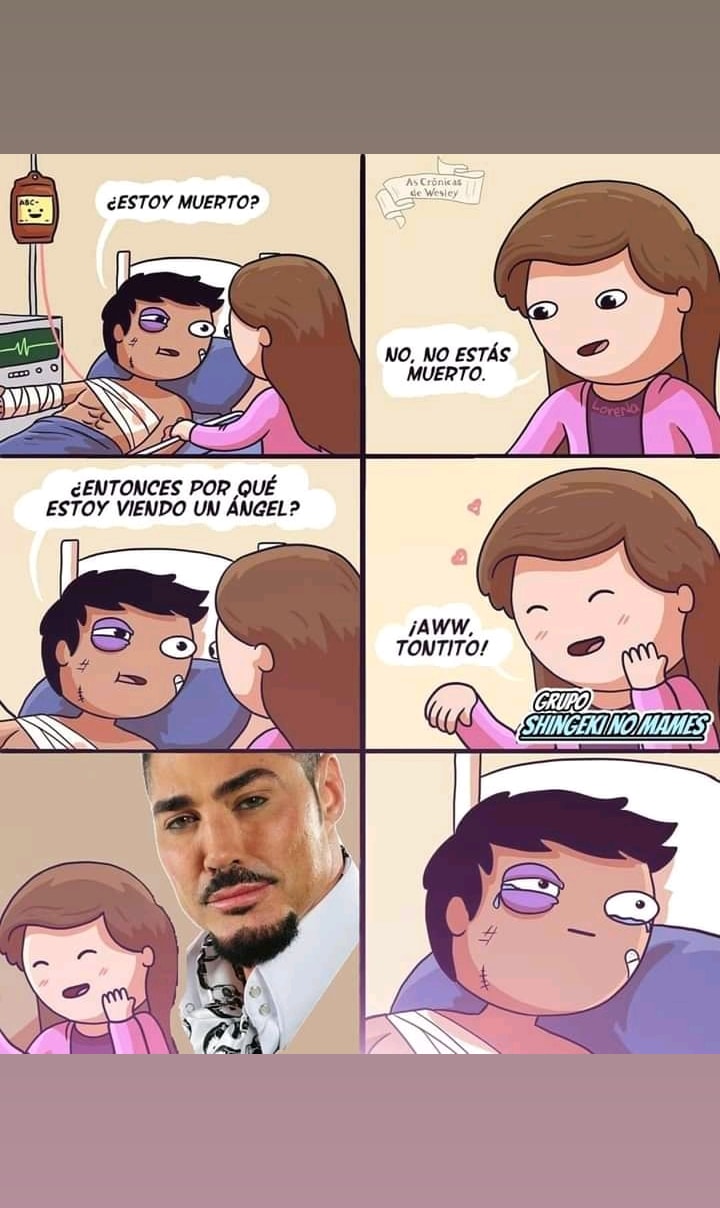 ABC-
¿ESTOY MUERTO?
As Crônicas
de Wesley
NO, NO ESTÁS
MUERTO.
Lorena
¿ENTONCES POR QUÉ
ESTOY VIENDO UN ÁNGEL?
¡AWW,
TONTITO!
GRUPO
SHINGEKI NO MAMES